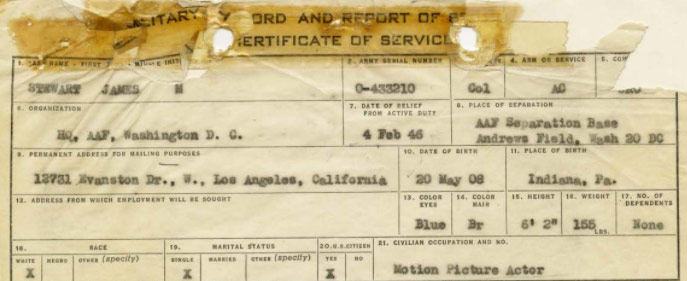 MILITARY RECORD AND REPORT OF SE
CERTIFICATE OF SERVICE
1. LAST NAME - FIRST NAME - MIDDLE INITIAL
2. ARMY SERIAL NUMBER
4. ARM OR SERVICE
5. COM
STEWART JAMES M
O-433210
Col
AC
6. ORGANIZATION
7. DATE OF RELIEF FROM ACTIVE DUTY
8. PLACE OF SEPARATION
HQ, AAF, Washington D. C.
4 Feb 46
AAF Separation Base
Andrews Field, Wash 20 DC
9. PERMANENT ADDRESS FOR MAILING PURPOSES
10. DATE OF BIRTH
11. PLACE OF BIRTH
12731 Evanston Dr., W., Los Angeles, California
20 May 08
Indiana, Pa.
12. ADDRESS FROM WHICH EMPLOYMENT WILL BE SOUGHT
13. COLOR EYES
14. COLOR HAIR
15. HEIGHT
16. WEIGHT
17. NO. OF DEPENDENTS
Blue
Br
6' 2"
155 LBS.
None
18. RACE
19. MARITAL STATUS
20. U.S. CITIZEN
21. CIVILIAN OCCUPATION AND NO.
WHITE
NEGRO
OTHER (specify)
SINGLE
MARRIED
OTHER (specify)
YES
NO
X
X
X
Motion Picture Actor